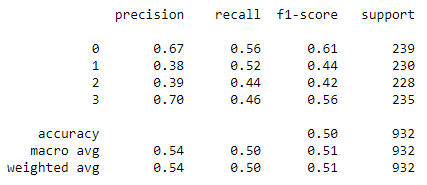 precision recall f1-score support
0 0.67 0.56 0.61 239
1 0.38 0.52 0.44 230
2 0.39 0.44 0.42 228
3 0.70 0.46 0.56 235
accuracy 0.50 932
macro avg 0.54 0.50 0.51 932
weighted avg 0.54 0.50 0.51 932